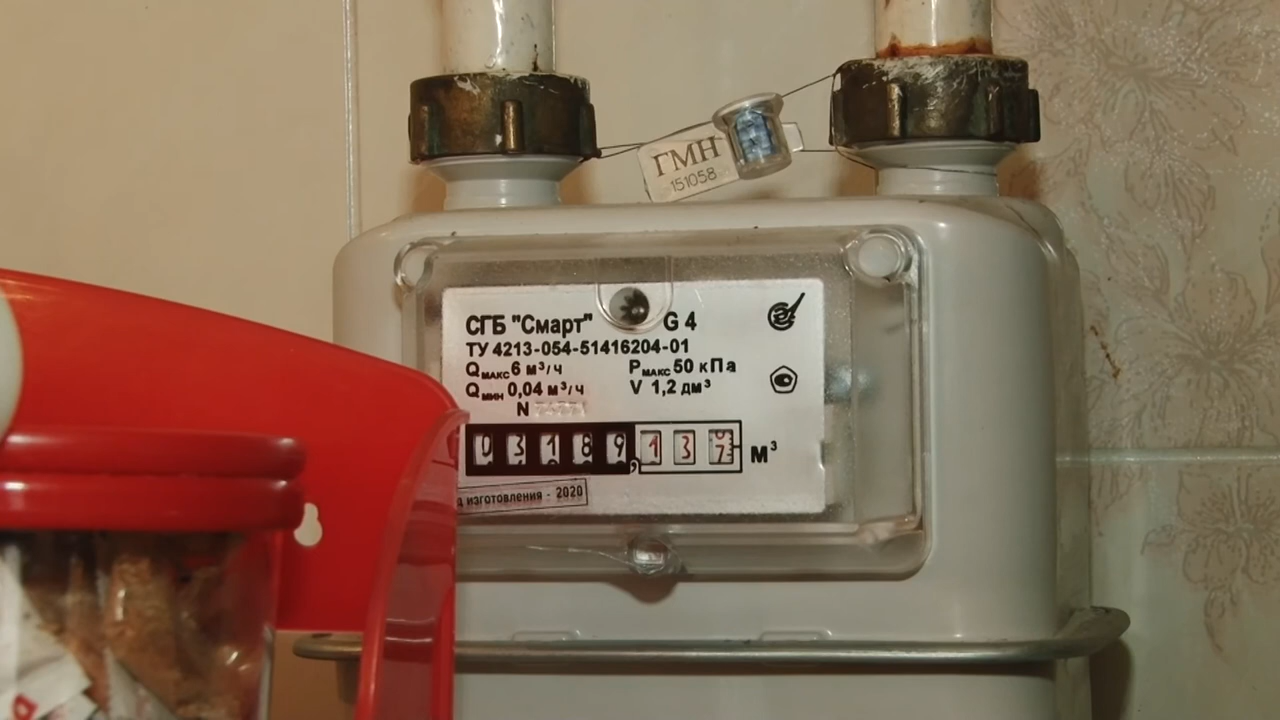 ГМН
151058
СГБ "Смарт" G 4
ТУ 4213-054-51416204-01
Qмакс 6 м³/ч Pмакс 50 кПа
Qмин 0,04 м³/ч V 1,2 дм³
N
03189,137 м³
изготовления - 2020